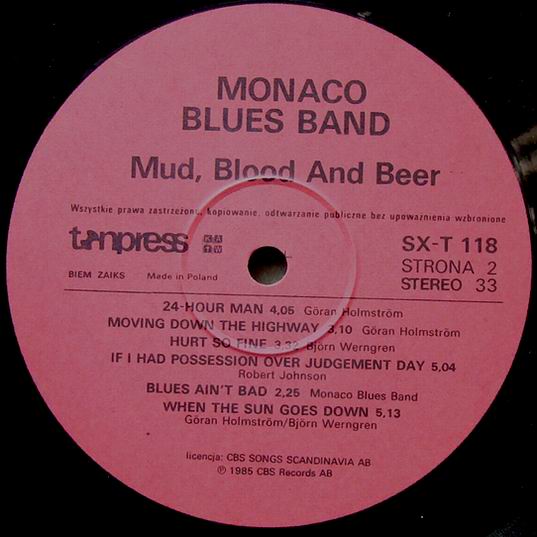 MONACO
BLUES BAND
Mud, Blood And Beer
Wszystkie prawa zastrzeżone, kopiowanie, odtwarzanie publiczne bez upoważnienia wzbronione
tonpress KATW SX-T 118
STRONA 2
BIEM ZAIKS Made in Poland STEREO 33
24-HOUR MAN 4,05 Göran Holmström
MOVING DOWN THE HIGHWAY 3,10 Göran Holmström
HURT SO FINE 3,32 Björn Werngren
IF I HAD POSSESSION OVER JUDGEMENT DAY 5,04
Robert Johnson
BLUES AIN'T BAD 2,25 Monaco Blues Band
WHEN THE SUN GOES DOWN 5,13
Göran Holmström/Björn Werngren
licencja: CBS SONGS SCANDINAVIA AB
℗ 1985 CBS Records AB